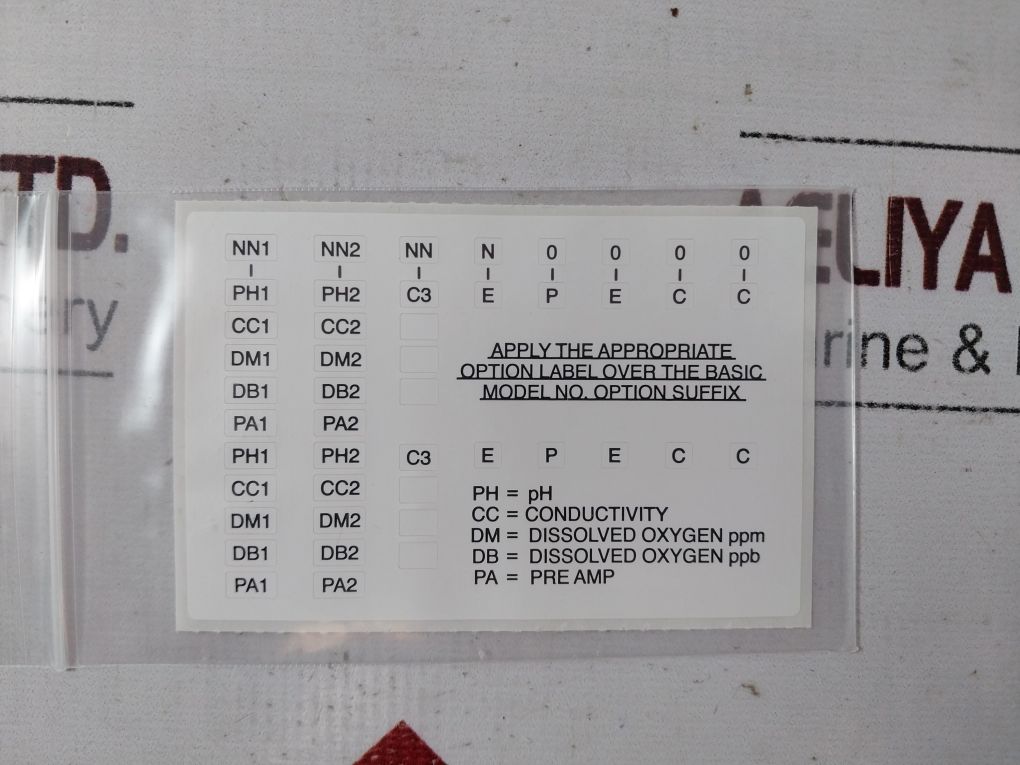 TD.
ery
AELIYA
rine &
NN1 NN2 NN N 0 0 0 0
PH1 PH2 C3 E P E C C
CC1 CC2
DM1 DM2
DB1 DB2
PA1 PA2
APPLY THE APPROPRIATE
OPTION LABEL OVER THE BASIC
MODEL NO. OPTION SUFFIX
PH1 PH2 C3 E P E C C
CC1 CC2
DM1 DM2
DB1 DB2
PA1 PA2
PH = pH
CC = CONDUCTIVITY
DM = DISSOLVED OXYGEN ppm
DB = DISSOLVED OXYGEN ppb
PA = PRE AMP